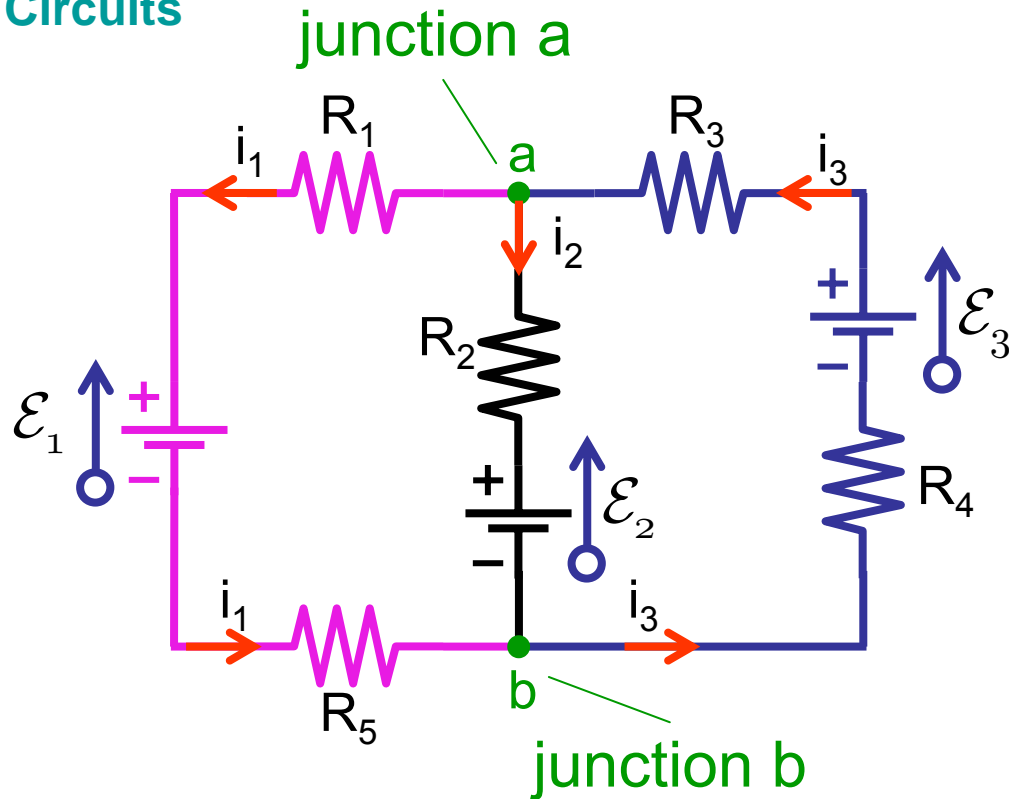 Circuits
junction a
R1
R3
i1
a
i3
i2
+
ℰ3
R2
−
+
ℰ1
−
R4
+
ℰ2
−
i1
i3
R5
b
junction b